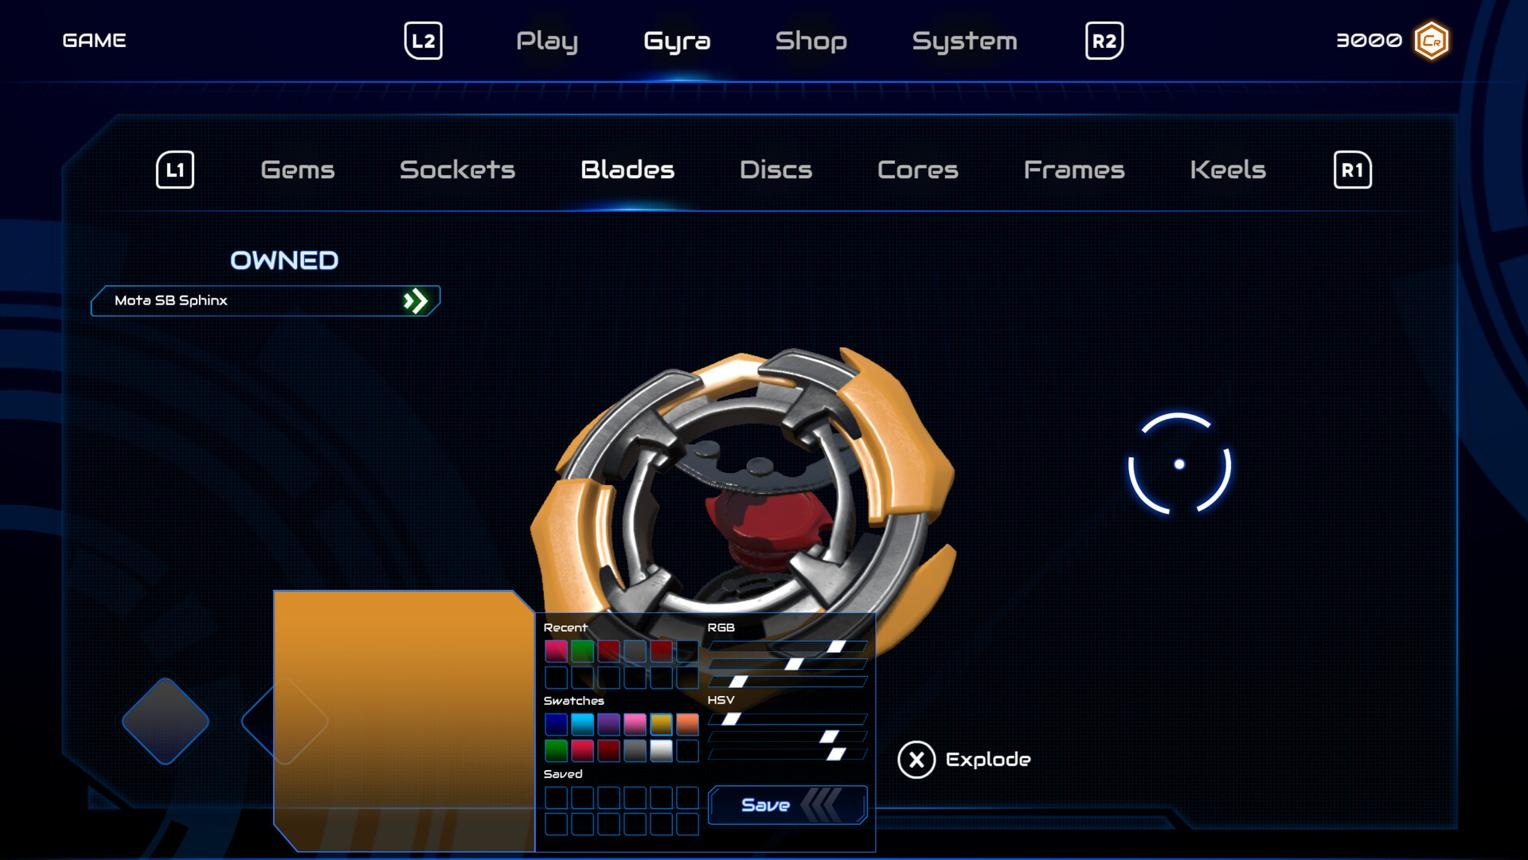 GAME
L2
Play
Gyra
Shop
System
R2
3000
CR
L1
Gems
Sockets
Blades
Discs
Cores
Frames
Keels
R1
OWNED
Mota SB Sphinx
Recent
RGB
Swatches
HSV
Saved
Save
X Explode